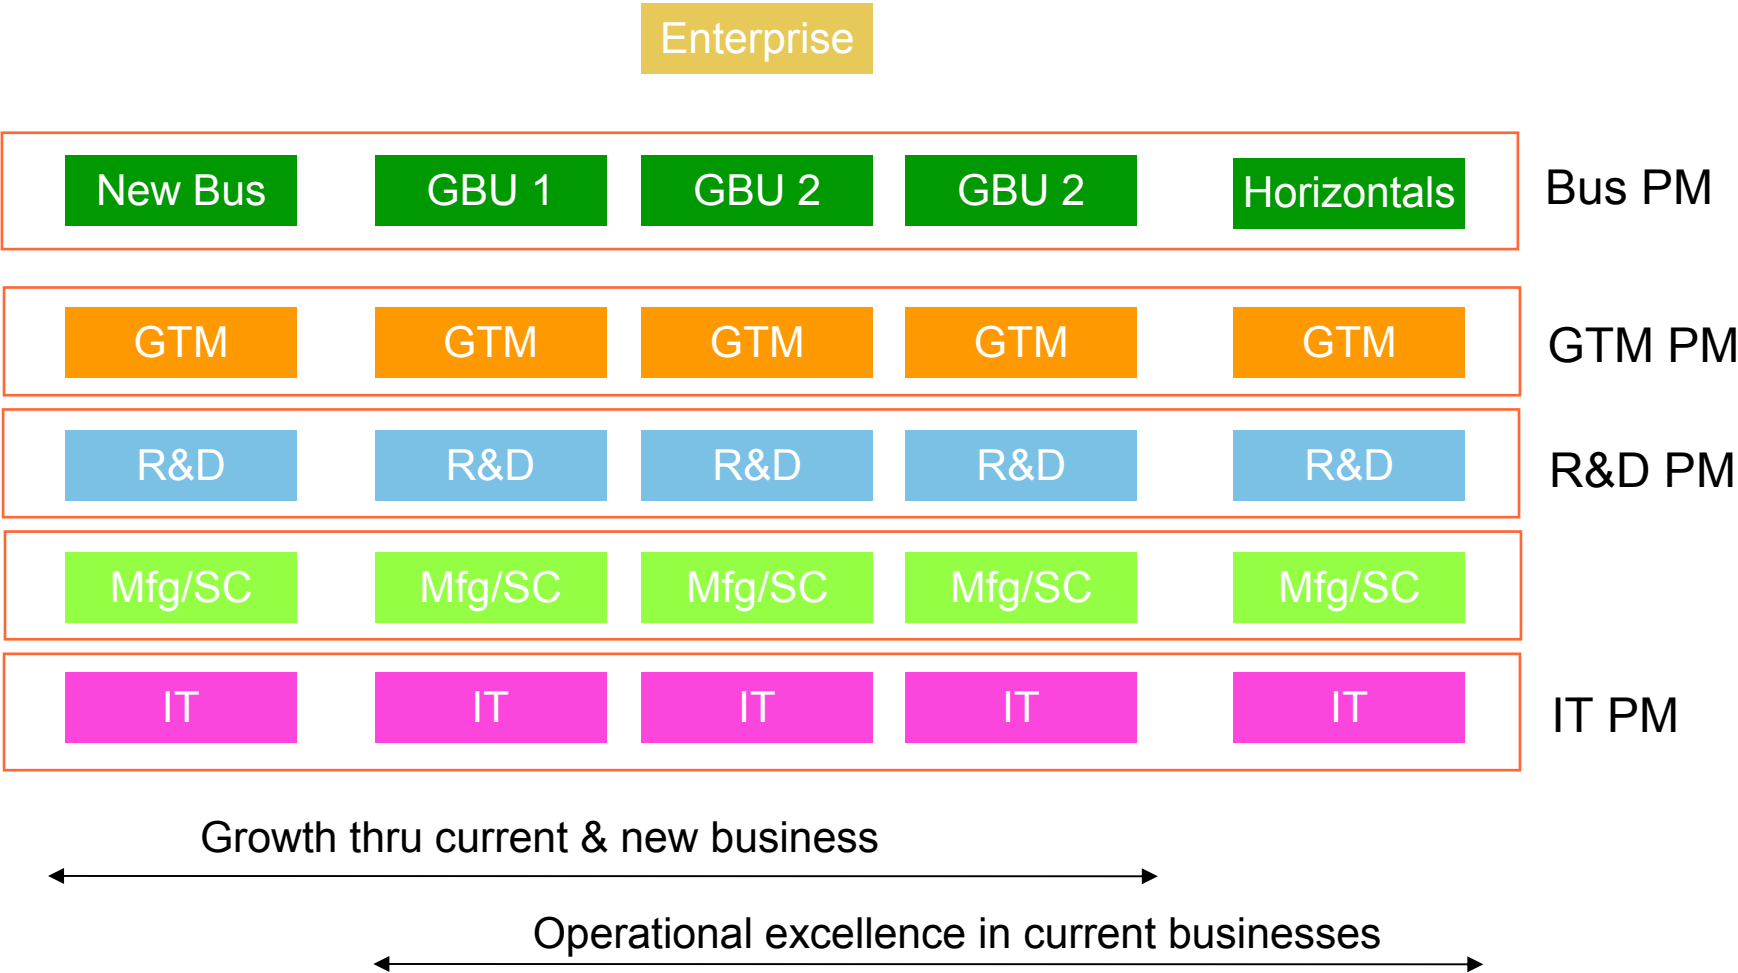 Enterprise
New Bus GBU 1 GBU 2 GBU 2 Horizontals Bus PM
GTM GTM GTM GTM GTM GTM PM
R&D R&D R&D R&D R&D R&D PM
Mfg/SC Mfg/SC Mfg/SC Mfg/SC Mfg/SC
IT IT IT IT IT IT PM
Growth thru current & new business
Operational excellence in current businesses